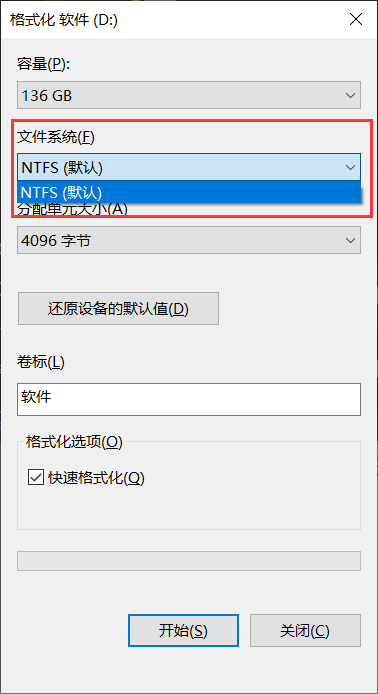 格式化 软件 (D:)
容量(P):
136 GB
文件系统(F)
NTFS (默认)
NTFS (默认)
分配单元大小(A)
4096 字节
还原设备的默认值(D)
卷标(L)
软件
格式化选项(O)
快速格式化(Q)
开始(S)
关闭(C)